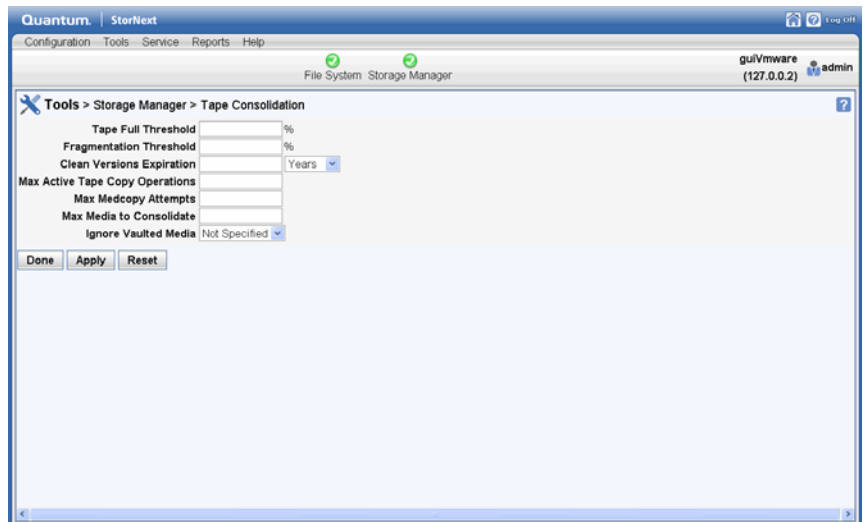 Quantum. | StorNext
Log Off
Configuration Tools Service Reports Help
File System Storage Manager
guiVmware
(127.0.0.2)
admin
Tools > Storage Manager > Tape Consolidation
Tape Full Threshold %
Fragmentation Threshold %
Clean Versions Expiration Years
Max Active Tape Copy Operations
Max Medcopy Attempts
Max Media to Consolidate
Ignore Vaulted Media Not Specified
Done Apply Reset